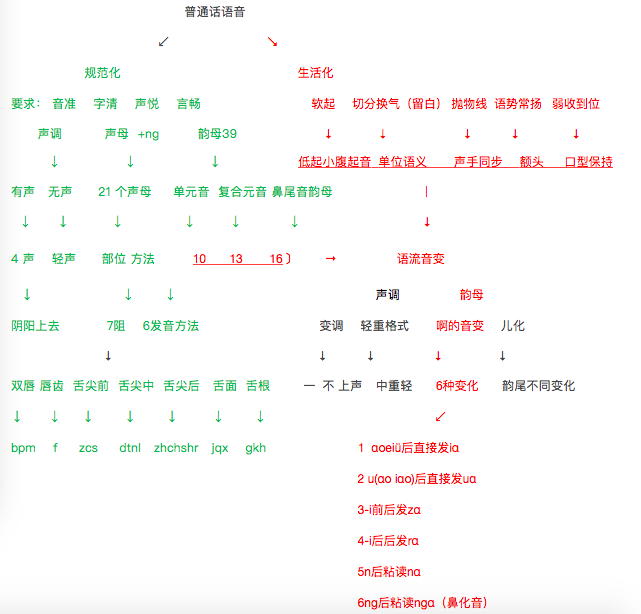 普通话语音
↙ ↘
规范化 生活化
要求： 音准 字清 声悦 言畅 软起 切分换气（留白） 抛物线 语势常扬 弱收到位
声调 声母 +ng 韵母39 ↓ ↓ ↓ ↓ ↓
↓ ↓ ↓ 低起小腹起音 单位语义 声手同步 额头 口型保持
有声 无声 21 个声母 单元音 复合元音 鼻尾音韵母 |
↓ ↓ ↓ ↓ ↓ ↓ ↓
4 声 轻声 部位 方法 10 13 16 〕 → 语流音变
↓ ↓ ↓ 声调 韵母
阴阳上去 7阻 6发音方法 变调 轻重格式 啊的音变 儿化
↓ ↓ ↓ ↓ ↓
双唇 唇齿 舌尖前 舌尖中 舌尖后 舌面 舌根 一 不 上声 中重轻 6种变化 韵尾不同变化
↓ ↓ ↓ ↓ ↓ ↓ ↓ ↙
bpm f zcs dtnl zhchshr jqx gkh 1 ɑoeiü后直接发iɑ
2 u(ɑo iɑo)后直接发uɑ
3-i前后发zɑ
4-i后后发rɑ
5n后粘读nɑ
6ng后粘读ngɑ（鼻化音）